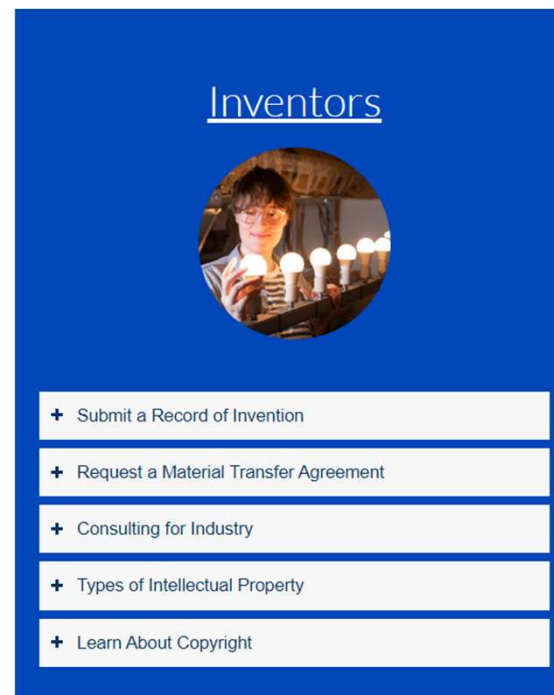 Inventors
+ Submit a Record of Invention
+ Request a Material Transfer Agreement
+ Consulting for Industry
+ Types of Intellectual Property
+ Learn About Copyright